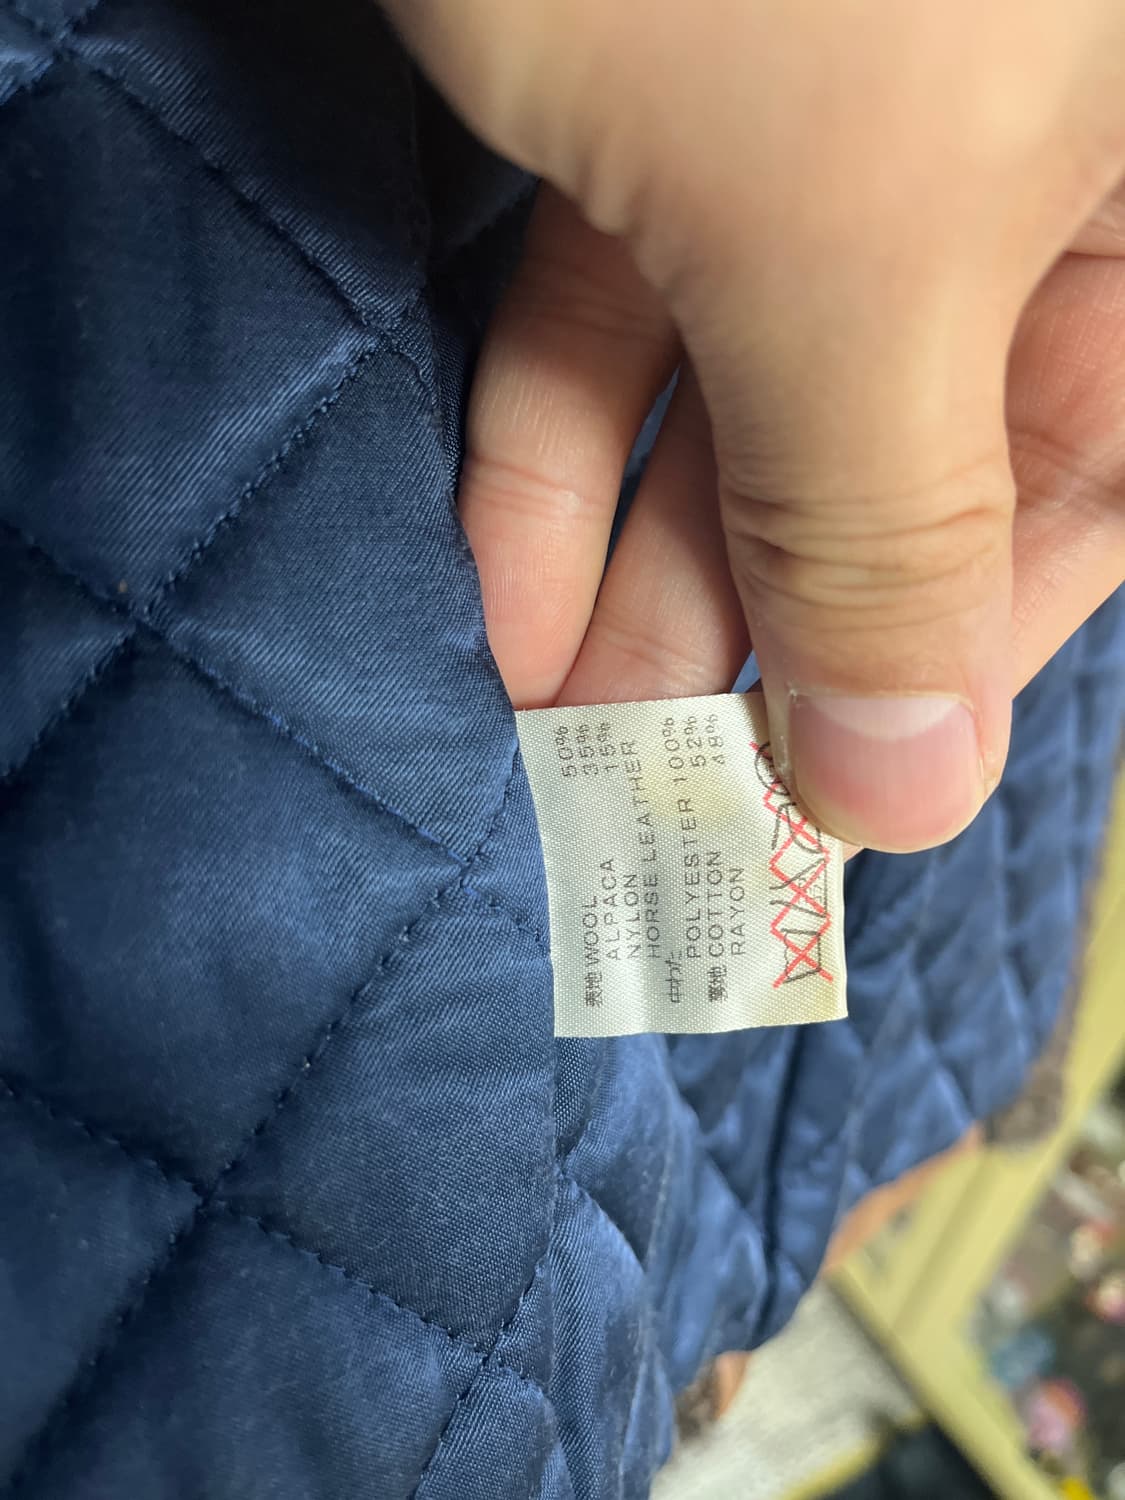 表地 WOOL 50%
ALPACA 35%
NYLON 15%
HORSE LEATHER
中わた
POLYESTER 100%
裏地 COTTON 52%
RAYON 48%